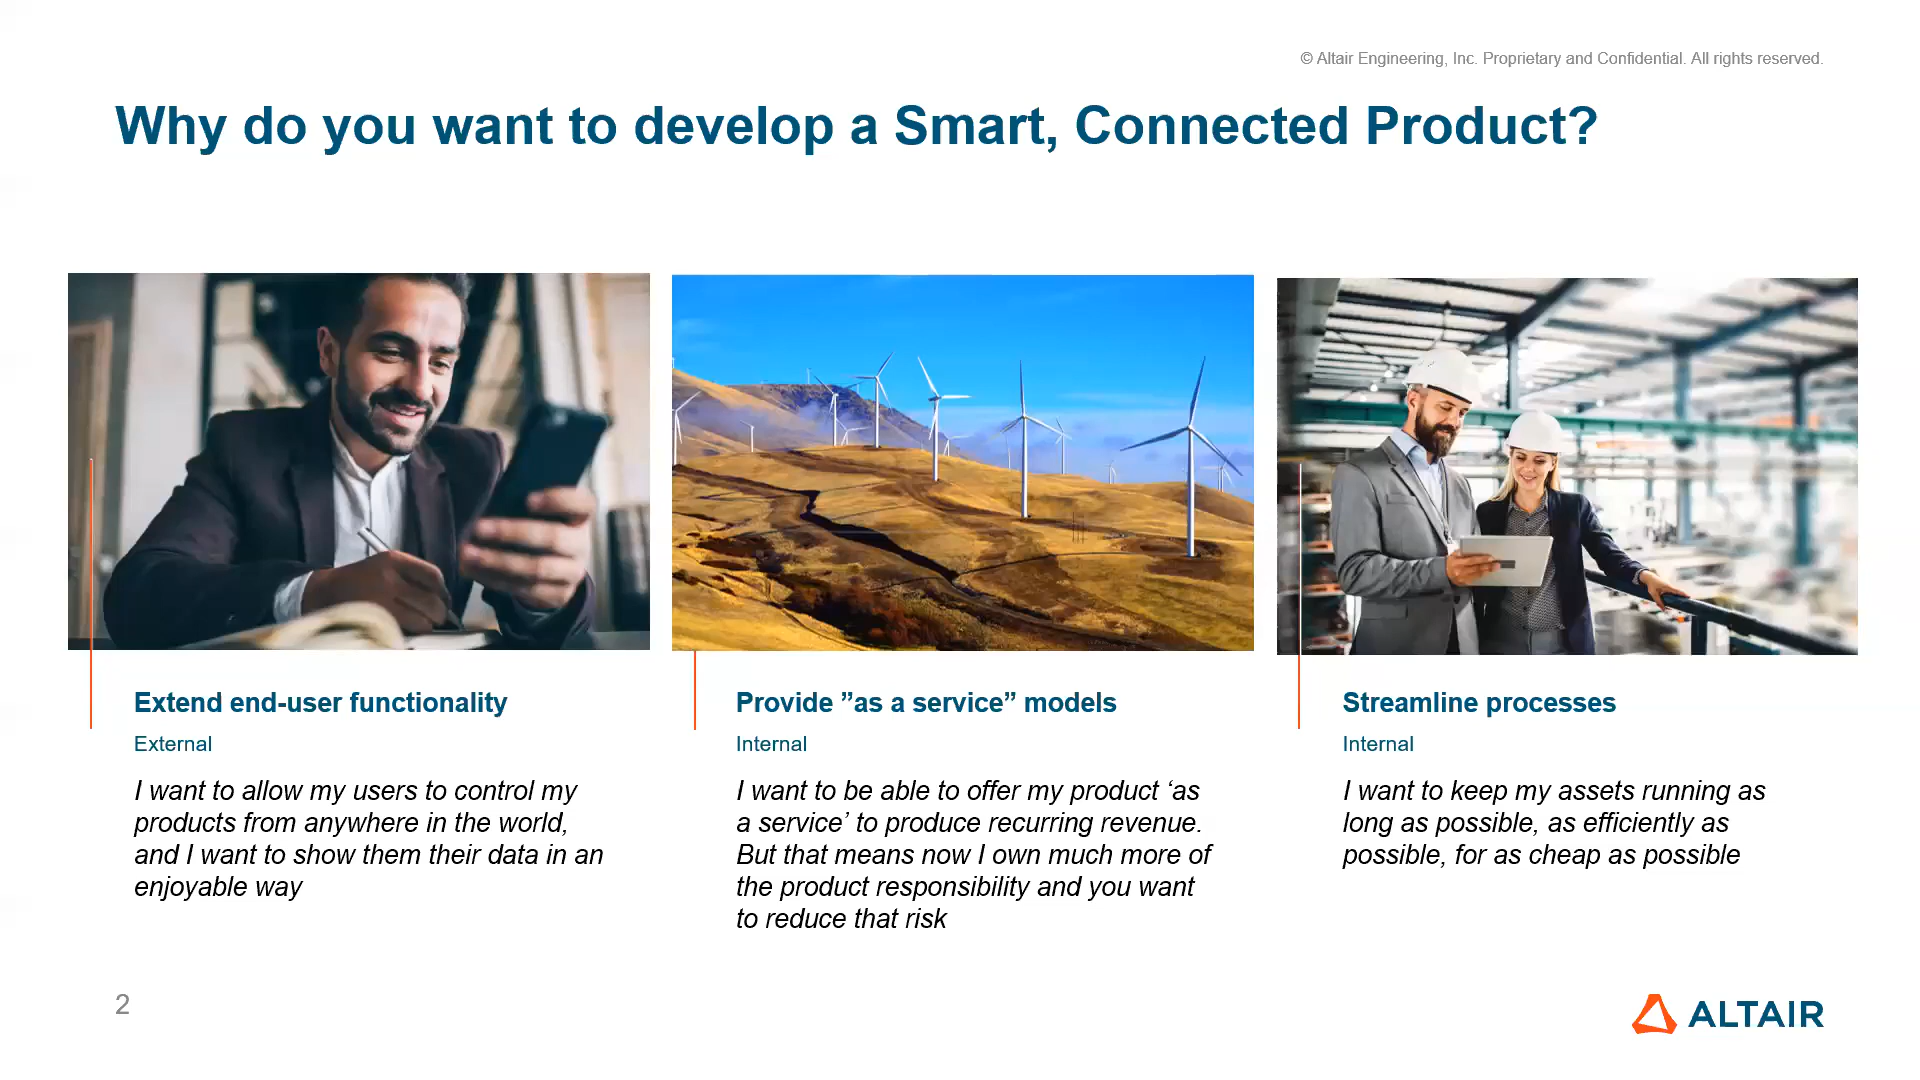 © Altair Engineering, Inc. Proprietary and Confidential. All rights reserved.
Why do you want to develop a Smart, Connected Product?
Extend end-user functionality
External
I want to allow my users to control my
products from anywhere in the world,
and I want to show them their data in an
enjoyable way
Provide ”as a service” models
Internal
I want to be able to offer my product ‘as
a service’ to produce recurring revenue.
But that means now I own much more of
the product responsibility and you want
to reduce that risk
Streamline processes
Internal
I want to keep my assets running as
long as possible, as efficiently as
possible, for as cheap as possible
2
ALTAIR